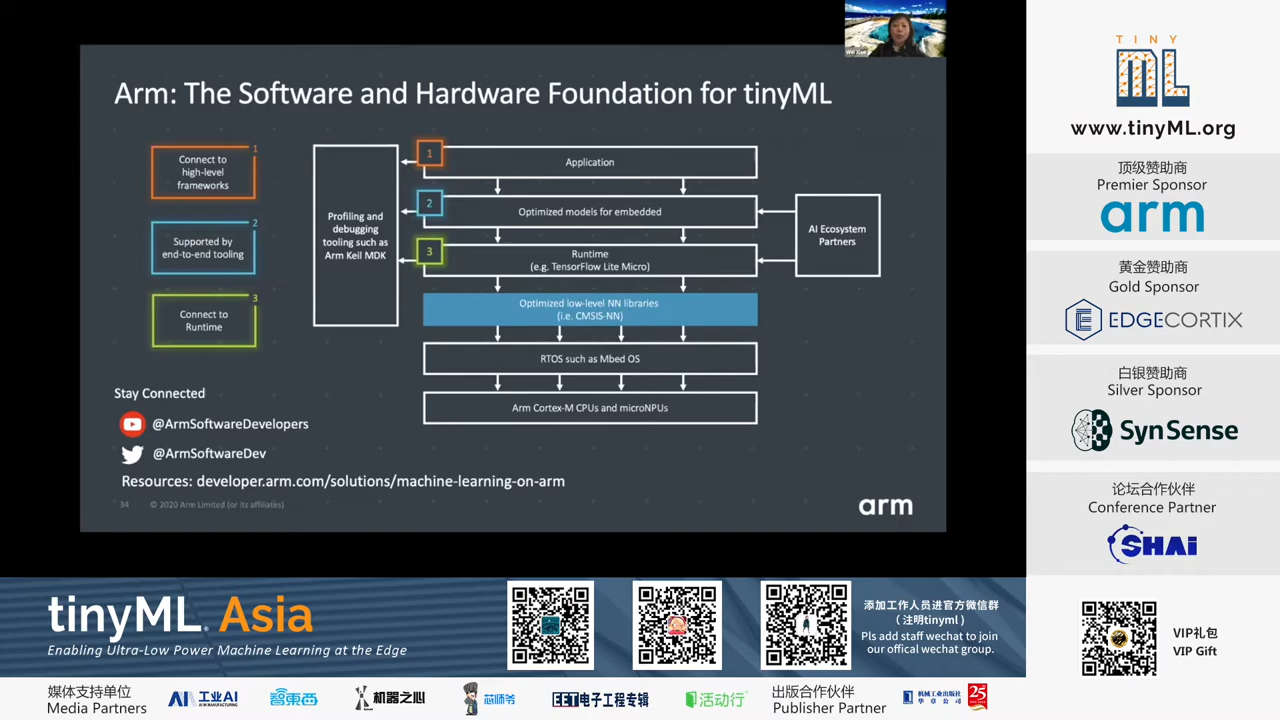 Wei Xiao
Arm: The Software and Hardware Foundation for tinyML
1
Connect to
high-level
frameworks
2
Supported by
end-to-end tooling
3
Connect to
Runtime
Profiling and
debugging
tooling such as
Arm Keil MDK
1
Application
2
Optimized models for embedded
3
Runtime
(e.g. TensorFlow Lite Micro)
Optimized low-level NN libraries
(i.e. CMSIS-NN)
RTOS such as Mbed OS
Arm Cortex-M CPUs and microNPUs
AI Ecosystem
Partners
Stay Connected
@ArmSoftwareDevelopers
@ArmSoftwareDev
Resources: developer.arm.com/solutions/machine-learning-on-arm
34 © 2020 Arm Limited (or its affiliates)
arm
TINY
ML
www.tinyML.org
顶级赞助商
Premier Sponsor
arm
黄金赞助商
Gold Sponsor
EDGECORTIX
白银赞助商
Silver Sponsor
SynSense
论坛合作伙伴
Conference Partner
SHAi
VIP礼包
VIP Gift
tinyML. Asia
Enabling Ultra-Low Power Machine Learning at the Edge
添加工作人员进官方微信群
（注明tinyml）
Pls add staff wechat to join
our offical wechat group.
媒体支持单位
Media Partners
AI 工业AI
AI IN MANUFACTURING
智東西
机器之心
芯师爷
EET电子工程专辑
活动行
出版合作伙伴
Publisher Partner
机械工业出版社
华章公司
25